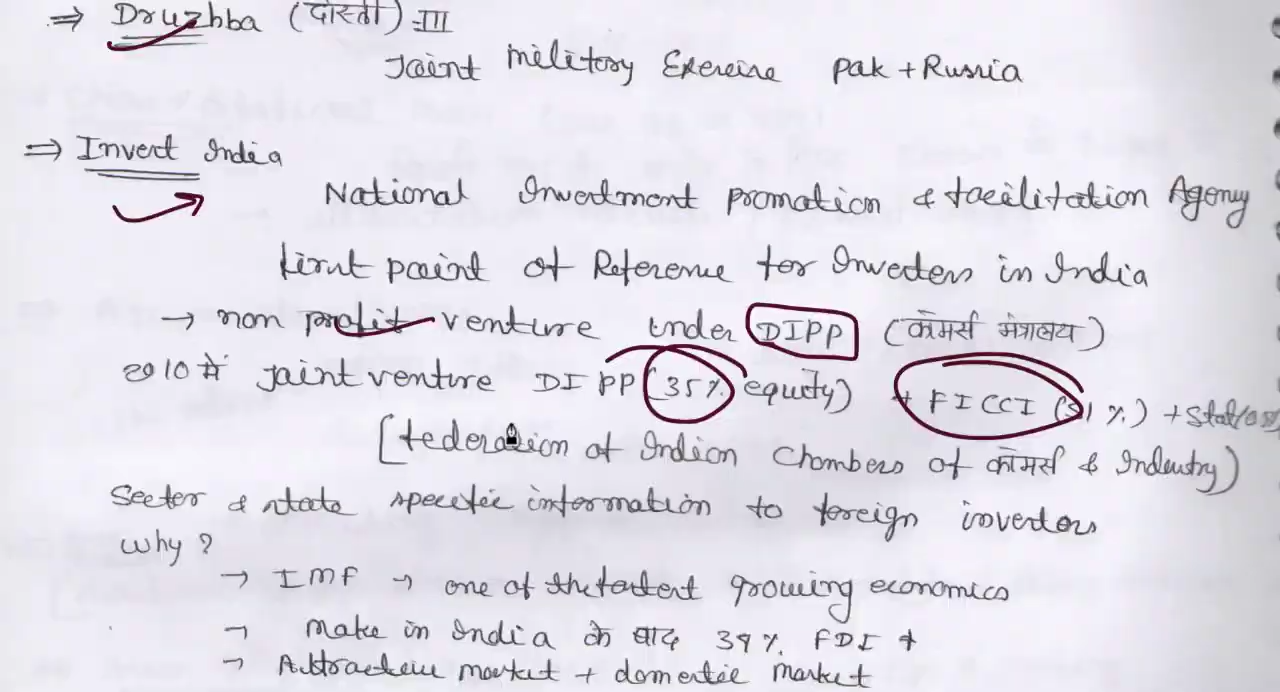 ⇒ Druzhba (दोस्ती)-III
Joint military Exercise Pak + Russia
⇒ Invest India
National Investment promotion & facilitation Agency
first point of Reference for Investers in India
→ non profit venture under DIPP (कॉमर्स मंत्रालय)
2010 में joint venture DIPP (35% equity) + FICCI (51%) +
[federation of Indian Chambers of कॉमर्स & Industry)
Sector & state specific information to foreign investors
why?
→ IMF → one of the fastest growing economics
→ make in India के बाद 39% FDI ↑
→ Attractive market + domestic market